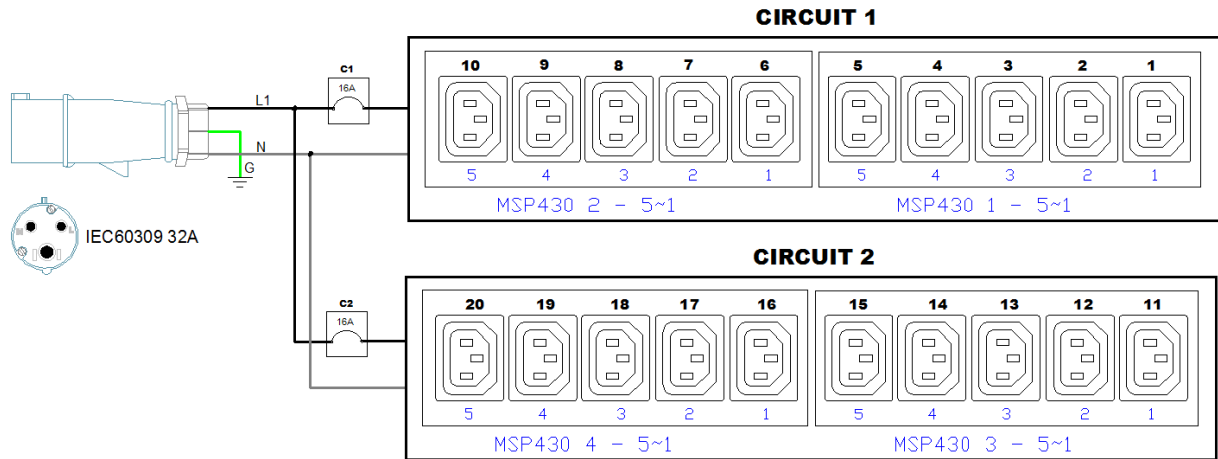 CIRCUIT 1
C1
16A
10 9 8 7 6 5 4 3 2 1
L1
N
G
5 4 3 2 1 5 4 3 2 1
MSP430 2 - 5~1 MSP430 1 - 5~1
IEC60309 32A
N L
CIRCUIT 2
C2
16A
20 19 18 17 16 15 14 13 12 11
5 4 3 2 1 5 4 3 2 1
MSP430 4 - 5~1 MSP430 3 - 5~1